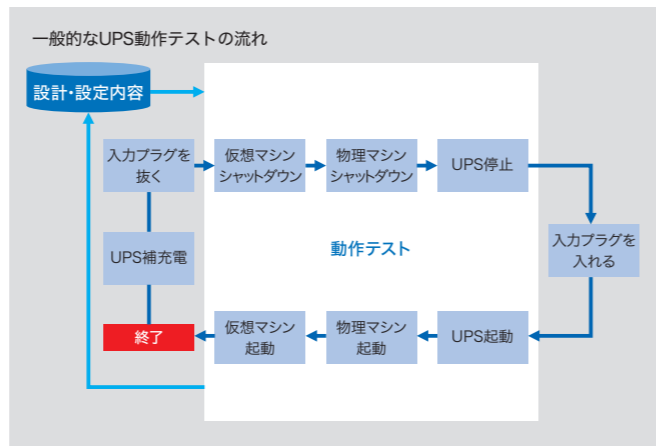 一般的なUPS動作テストの流れ
設計・設定内容
入力プラグを
抜く
仮想マシン
シャットダウン
物理マシン
シャットダウン
UPS停止
入力プラグを
入れる
UPS補充電
動作テスト
終了
仮想マシン
起動
物理マシン
起動
UPS起動